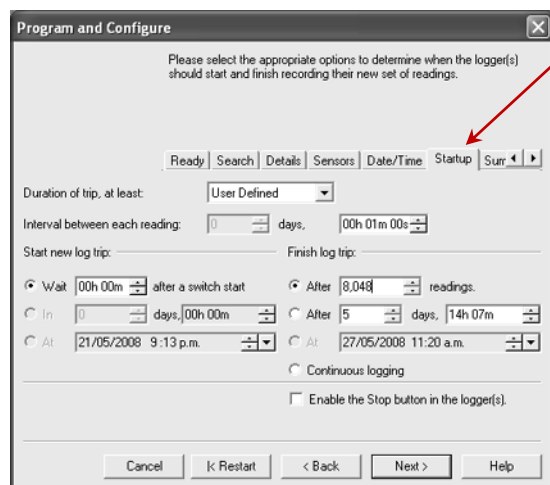 Program and Configure
Please select the appropriate options to determine when the logger(s)
should start and finish recording their new set of readings.
Ready Search Details Sensors Date/Time Startup Sum
Duration of trip, at least: User Defined
Interval between each reading: 0 days, 00h 01m 00s
Start new log trip: Finish log trip:
Wait 00h 00m after a switch start After 8,048 readings.
In 0 days, 00h 00m After 5 days, 14h 07m
At 21/05/2008 9:13 p.m. At 27/05/2008 11:20 a.m.
Continuous logging
Enable the Stop button in the logger(s).
Cancel |< Restart < Back Next > Help